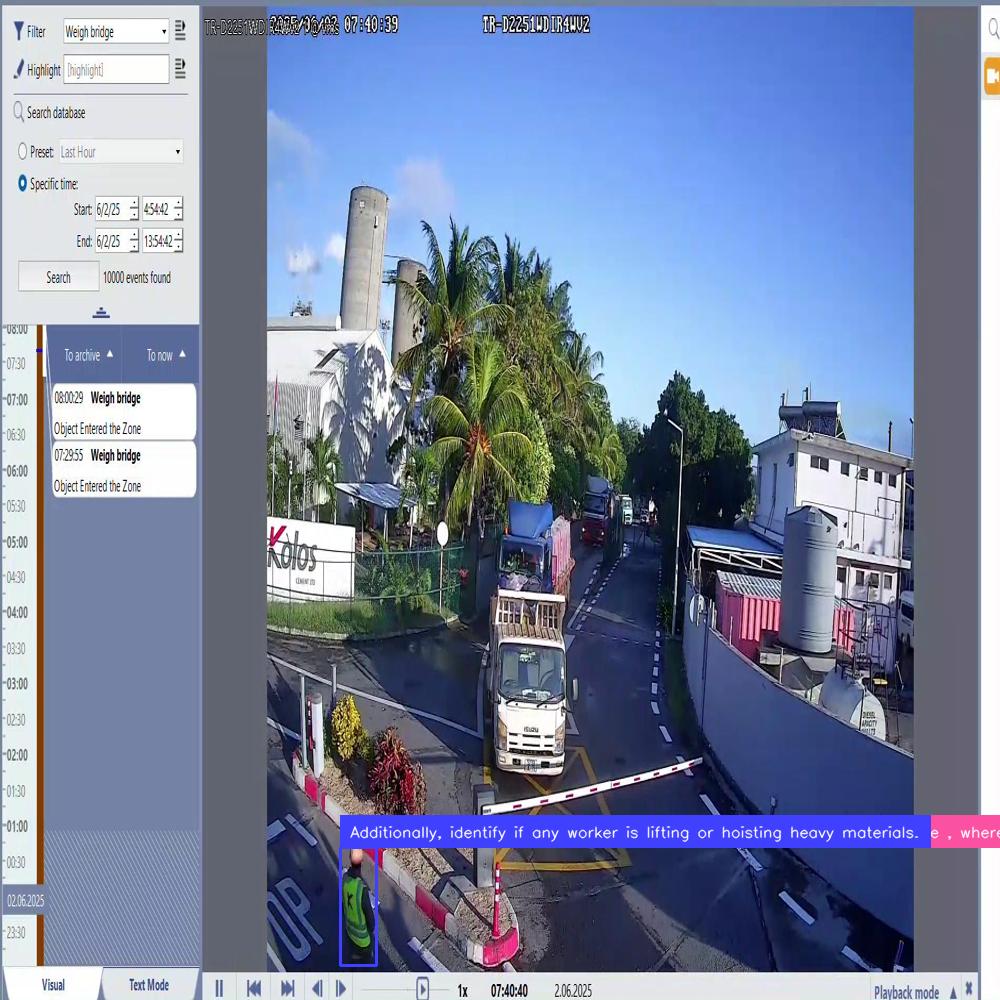 Filter
Weigh bridge
Highlight
[highlight]
Search database
Preset:
Last Hour
Specific time:
Start:
6/2/25
4:54:42
End:
6/2/25
13:54:42
Search
10000 events found
08:00
07:30
07:00
06:30
06:00
05:30
05:00
04:30
04:00
03:30
03:00
02:30
02:00
01:30
01:00
00:30
02.06.2025
23:30
To archive
To now
08:00:29 Weigh bridge
Object Entered the Zone
07:29:55 Weigh bridge
Object Entered the Zone
Visual
Text Mode
07:40:39
TR-D2251WDIR4WV2
Kolos
CEMENT LTD
ISUZU
DIESEL
Additionally, identify if any worker is lifting or hoisting heavy materials.
e , where
1x
07:40:40
2.06.2025
Playback mode